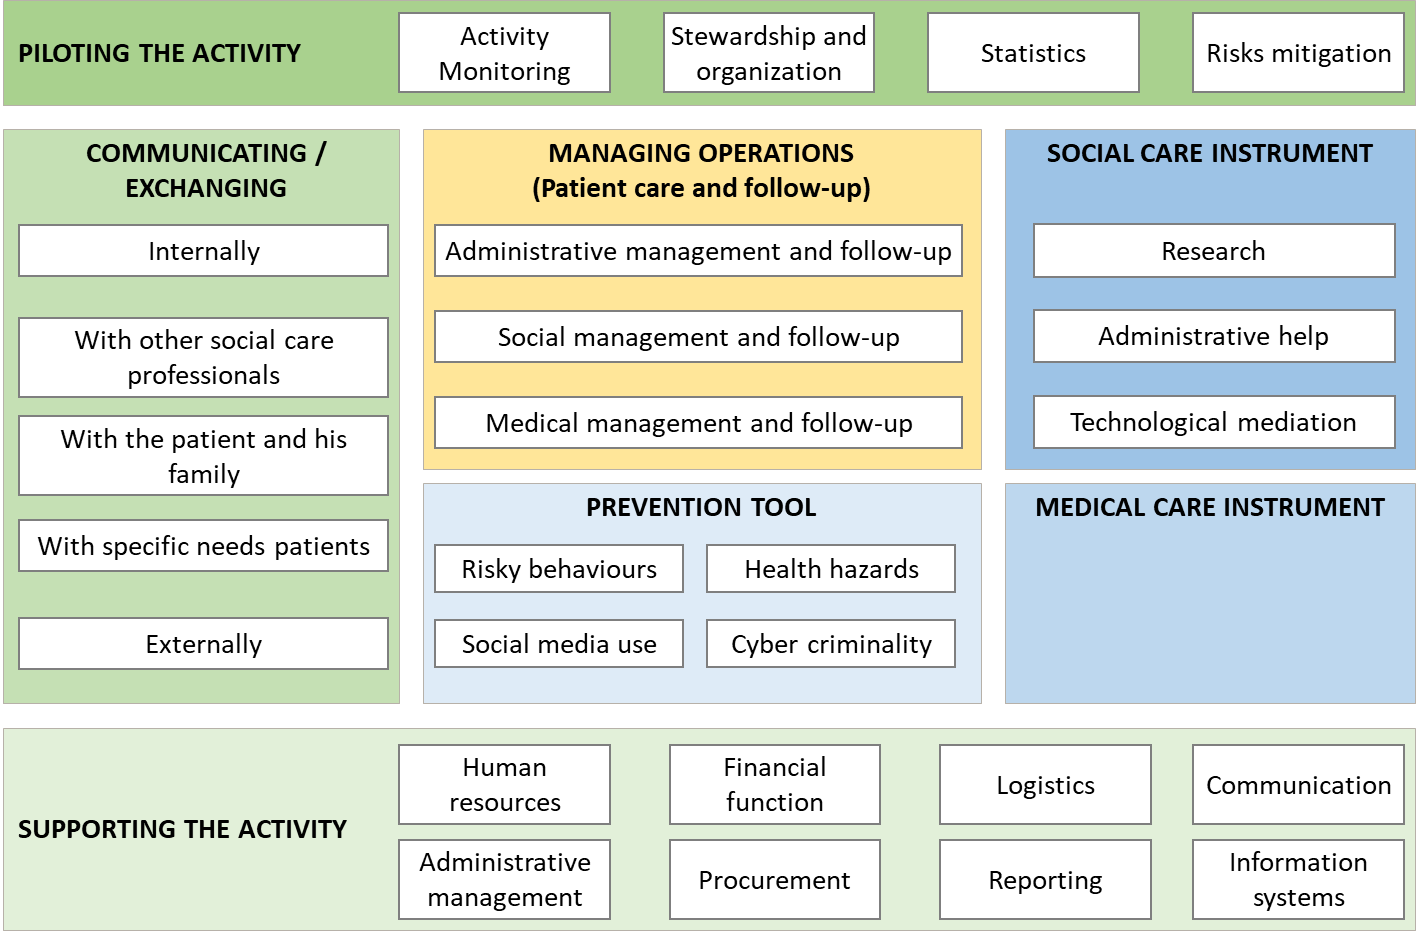 PILOTING THE ACTIVITY
Activity
Monitoring
Stewardship and
organization
Statistics
Risks mitigation
COMMUNICATING /
EXCHANGING
Internally
With other social care
professionals
With the patient and his
family
With specific needs patients
Externally
MANAGING OPERATIONS
(Patient care and follow-up)
Administrative management and follow-up
Social management and follow-up
Medical management and follow-up
SOCIAL CARE INSTRUMENT
Research
Administrative help
Technological mediation
PREVENTION TOOL
Risky behaviours
Health hazards
Social media use
Cyber criminality
MEDICAL CARE INSTRUMENT
SUPPORTING THE ACTIVITY
Human
resources
Financial
function
Logistics
Communication
Administrative
management
Procurement
Reporting
Information
systems